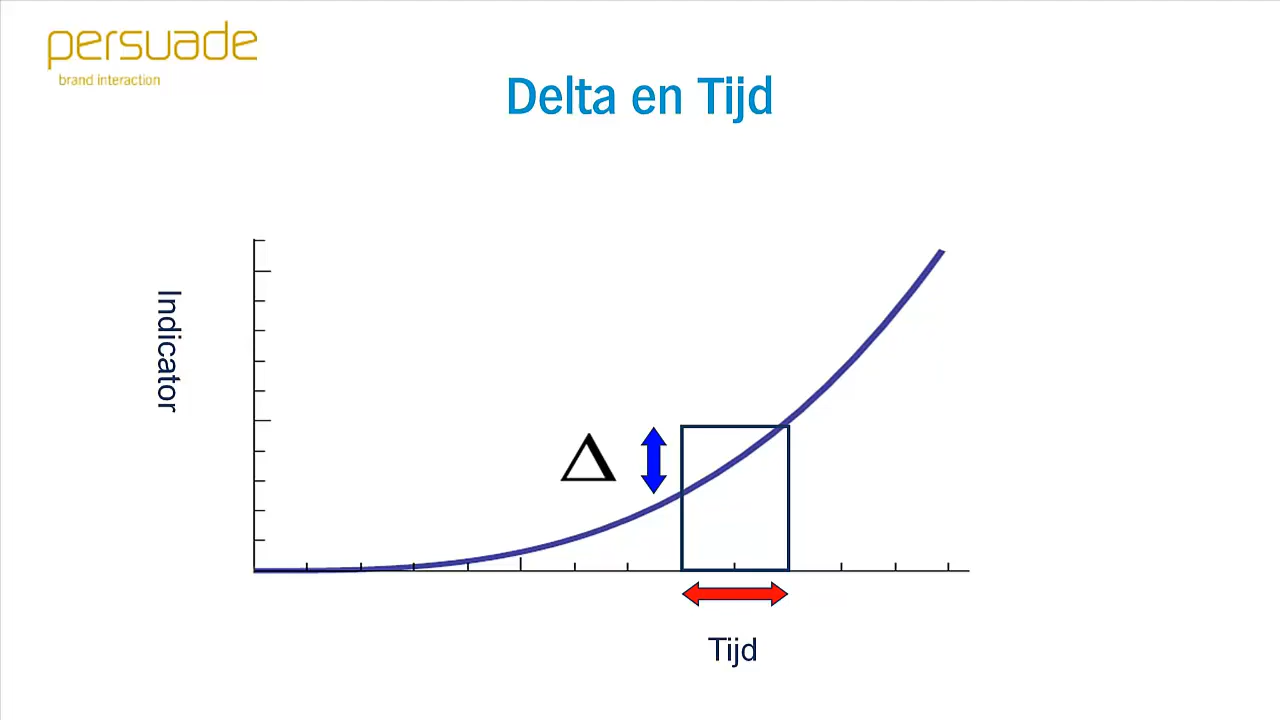 persuade
brand interaction
Delta en Tijd
Indicator
Δ
Tijd